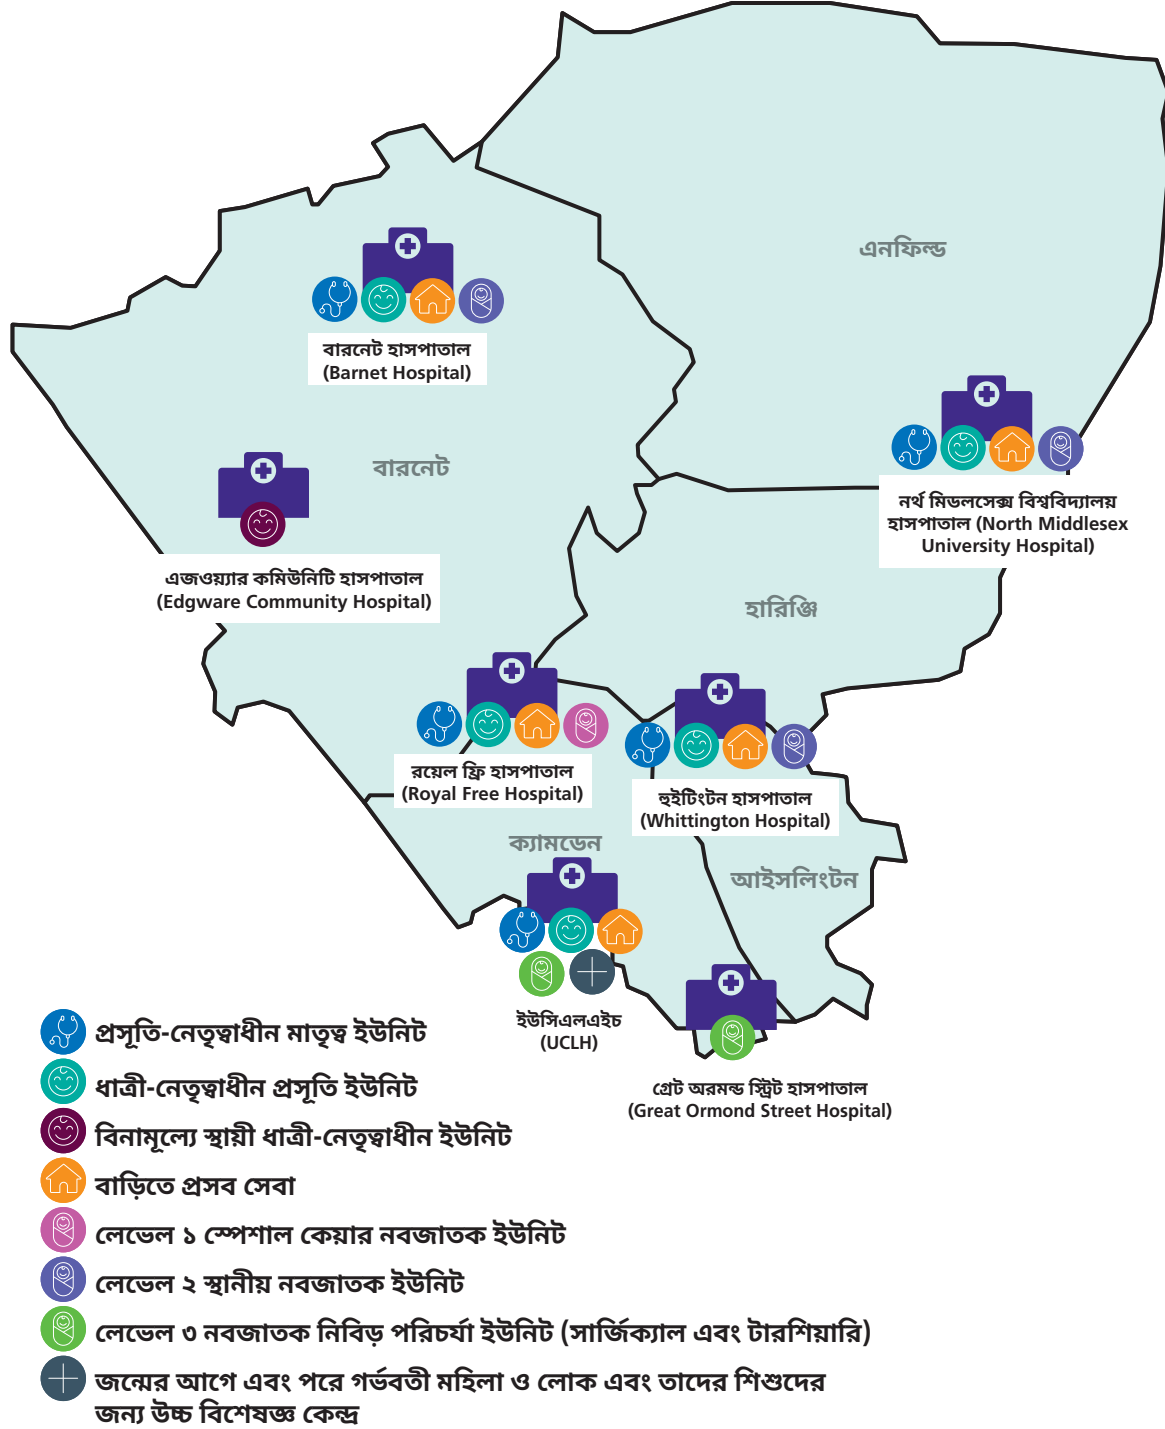 এনফিল্ড
বারনেট হাসপাতাল
(Barnet Hospital)
বারনেট
নর্থ মিডলসেক্স বিশ্ববিদ্যালয়
হাসপাতাল (North Middlesex
University Hospital)
এজওয়্যার কমিউনিটি হাসপাতাল
(Edgware Community Hospital)
হারিঞ্জি
রয়েল ফ্রি হাসপাতাল
(Royal Free Hospital)
হুইটিংটন হাসপাতাল
(Whittington Hospital)
ক্যামডেন
আইসলিংটন
ইউসিএলএইচ
(UCLH)
গ্রেট অরমন্ড স্ট্রিট হাসপাতাল
(Great Ormond Street Hospital)
প্রসূতি-নেতৃত্বাধীন মাতৃত্ব ইউনিট
ধাত্রী-নেতৃত্বাধীন প্রসূতি ইউনিট
বিনামূল্যে স্থায়ী ধাত্রী-নেতৃত্বাধীন ইউনিট
বাড়িতে প্রসব সেবা
লেভেল ১ স্পেশাল কেয়ার নবজাতক ইউনিট
লেভেল ২ স্থানীয় নবজাতক ইউনিট
লেভেল ৩ নবজাতক নিবিড় পরিচর্যা ইউনিট (সার্জিক্যাল এবং টারশিয়ারি)
জন্মের আগে এবং পরে গর্ভবতী মহিলা ও লোক এবং তাদের শিশুদের
জন্য উচ্চ বিশেষজ্ঞ কেন্দ্র